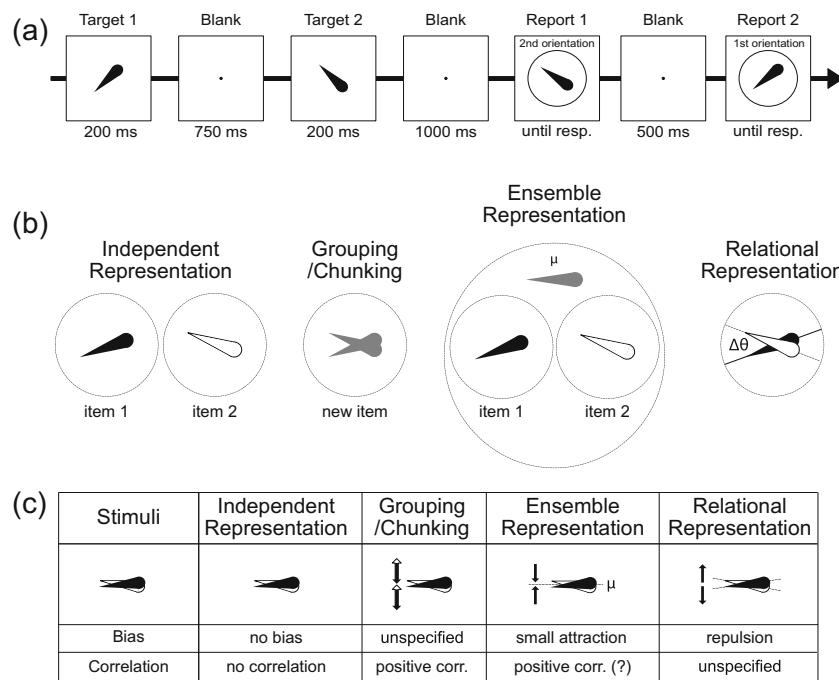 (a)
Target 1 Blank Target 2 Blank Report 1 Blank Report 2
2nd orientation 1st orientation
200 ms 750 ms 200 ms 1000 ms until resp. 500 ms until resp.
(b)
Independent
Representation
Grouping
/Chunking
Ensemble
Representation
Relational
Representation
μ
Δθ
item 1 item 2 new item item 1 item 2
(c)
Stimuli Independent Representation Grouping /Chunking Ensemble Representation Relational Representation
μ
Bias no bias unspecified small attraction repulsion
Correlation no correlation positive corr. positive corr. (?) unspecified